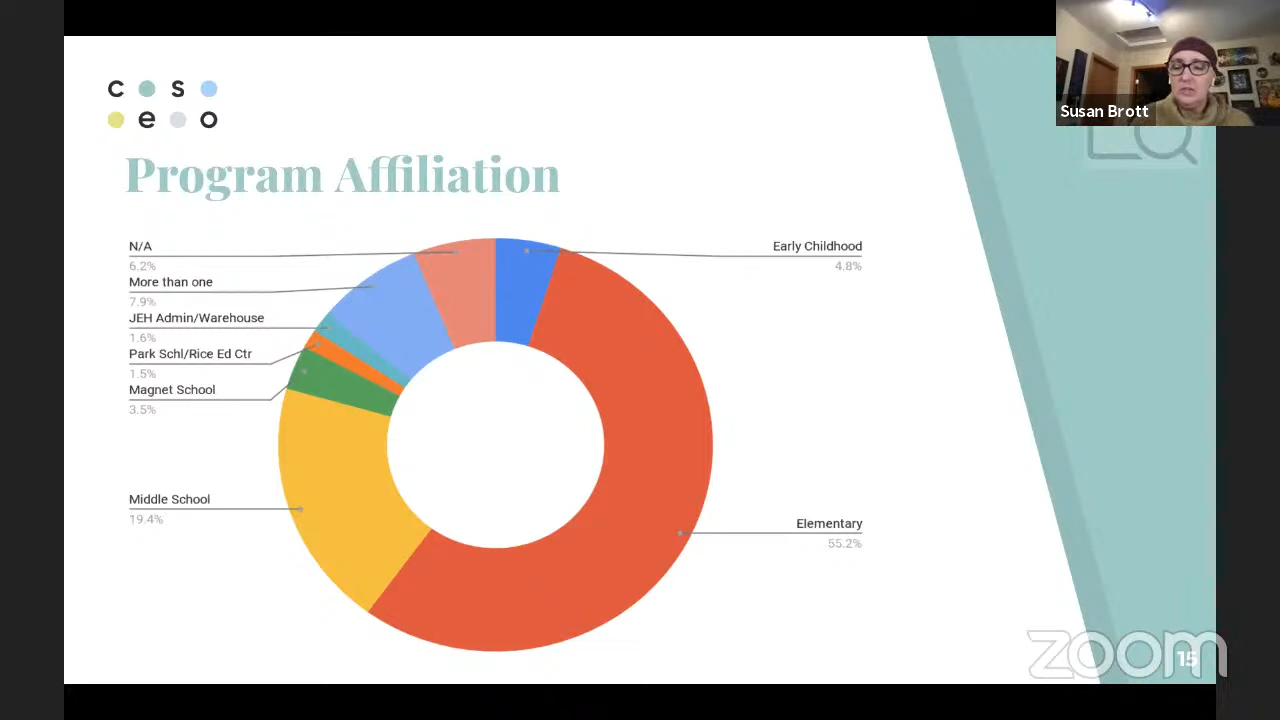 c s
e o
Program Affiliation
Susan Brott
N/A
6.2%
More than one
7.9%
JEH Admin/Warehouse
1.6%
Park Schl/Rice Ed Ctr
1.5%
Magnet School
3.5%
Middle School
19.4%
Early Childhood
4.8%
Elementary
55.2%
zoom
15